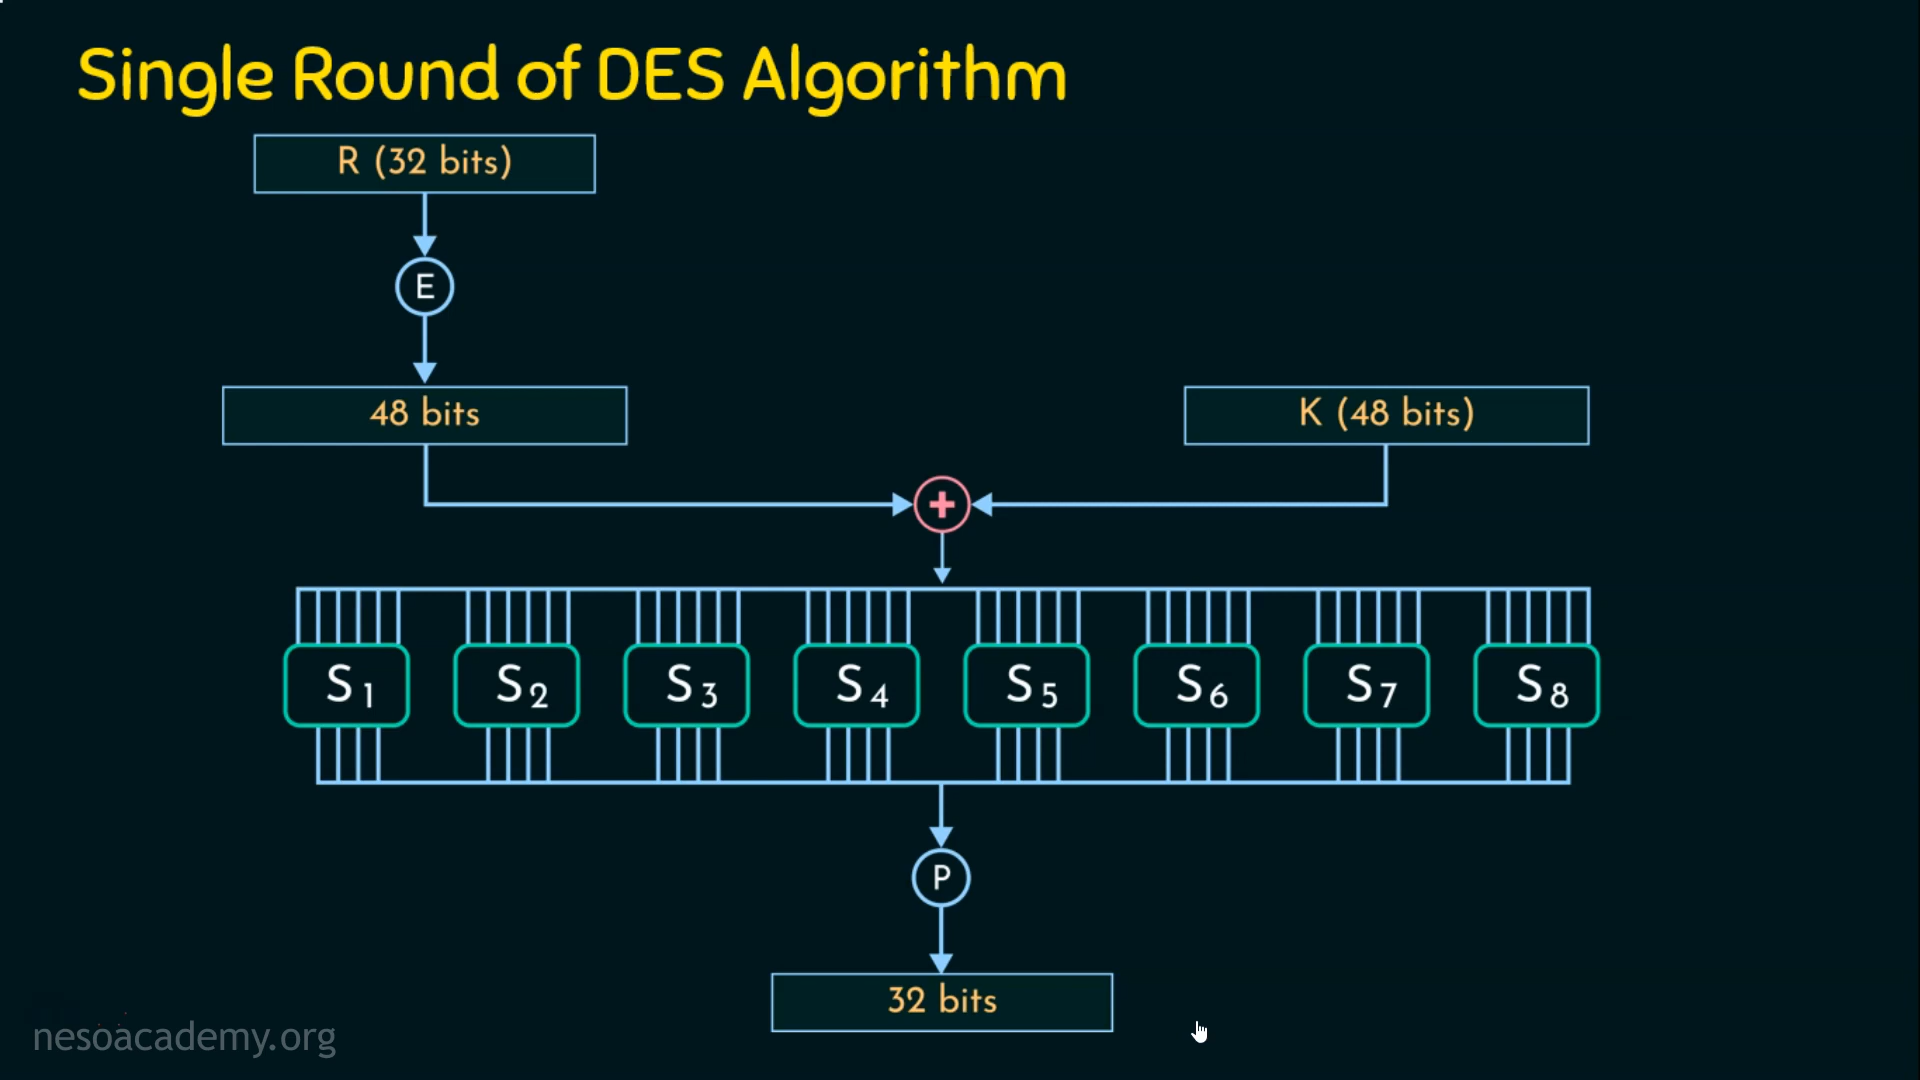 Single Round of DES Algorithm
R (32 bits)
E
48 bits
K (48 bits)
+
S1 S2 S3 S4 S5 S6 S7 S8
P
32 bits
nesoacademy.org